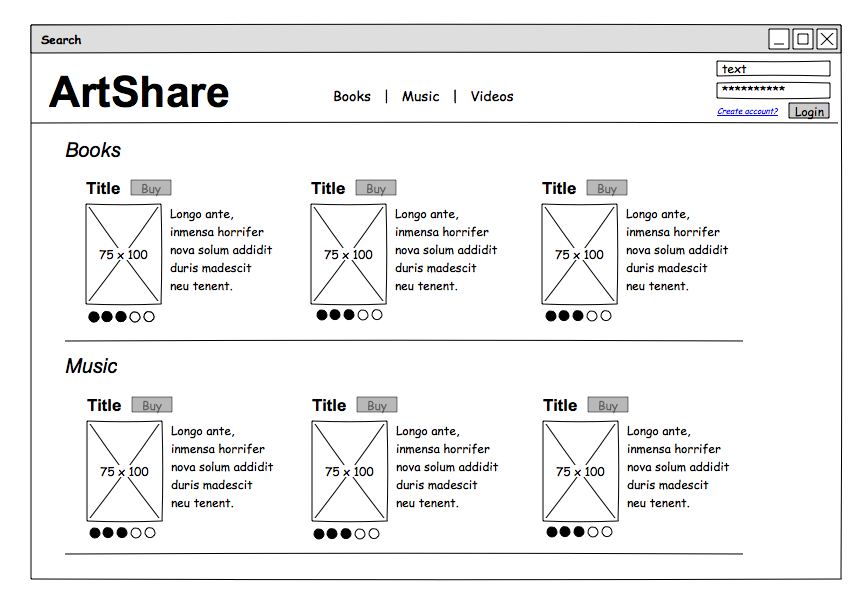 Search
ArtShare
Books | Music | Videos
text
**********
Create account?
Login
Books
Title Buy
75 x 100
Longo ante,
inmensa horrifer
nova solum addidit
duris madescit
neu tenent.
Title Buy
75 x 100
Longo ante,
inmensa horrifer
nova solum addidit
duris madescit
neu tenent.
Title Buy
75 x 100
Longo ante,
inmensa horrifer
nova solum addidit
duris madescit
neu tenent.
Music
Title Buy
75 x 100
Longo ante,
inmensa horrifer
nova solum addidit
duris madescit
neu tenent.
Title Buy
75 x 100
Longo ante,
inmensa horrifer
nova solum addidit
duris madescit
neu tenent.
Title Buy
75 x 100
Longo ante,
inmensa horrifer
nova solum addidit
duris madescit
neu tenent.